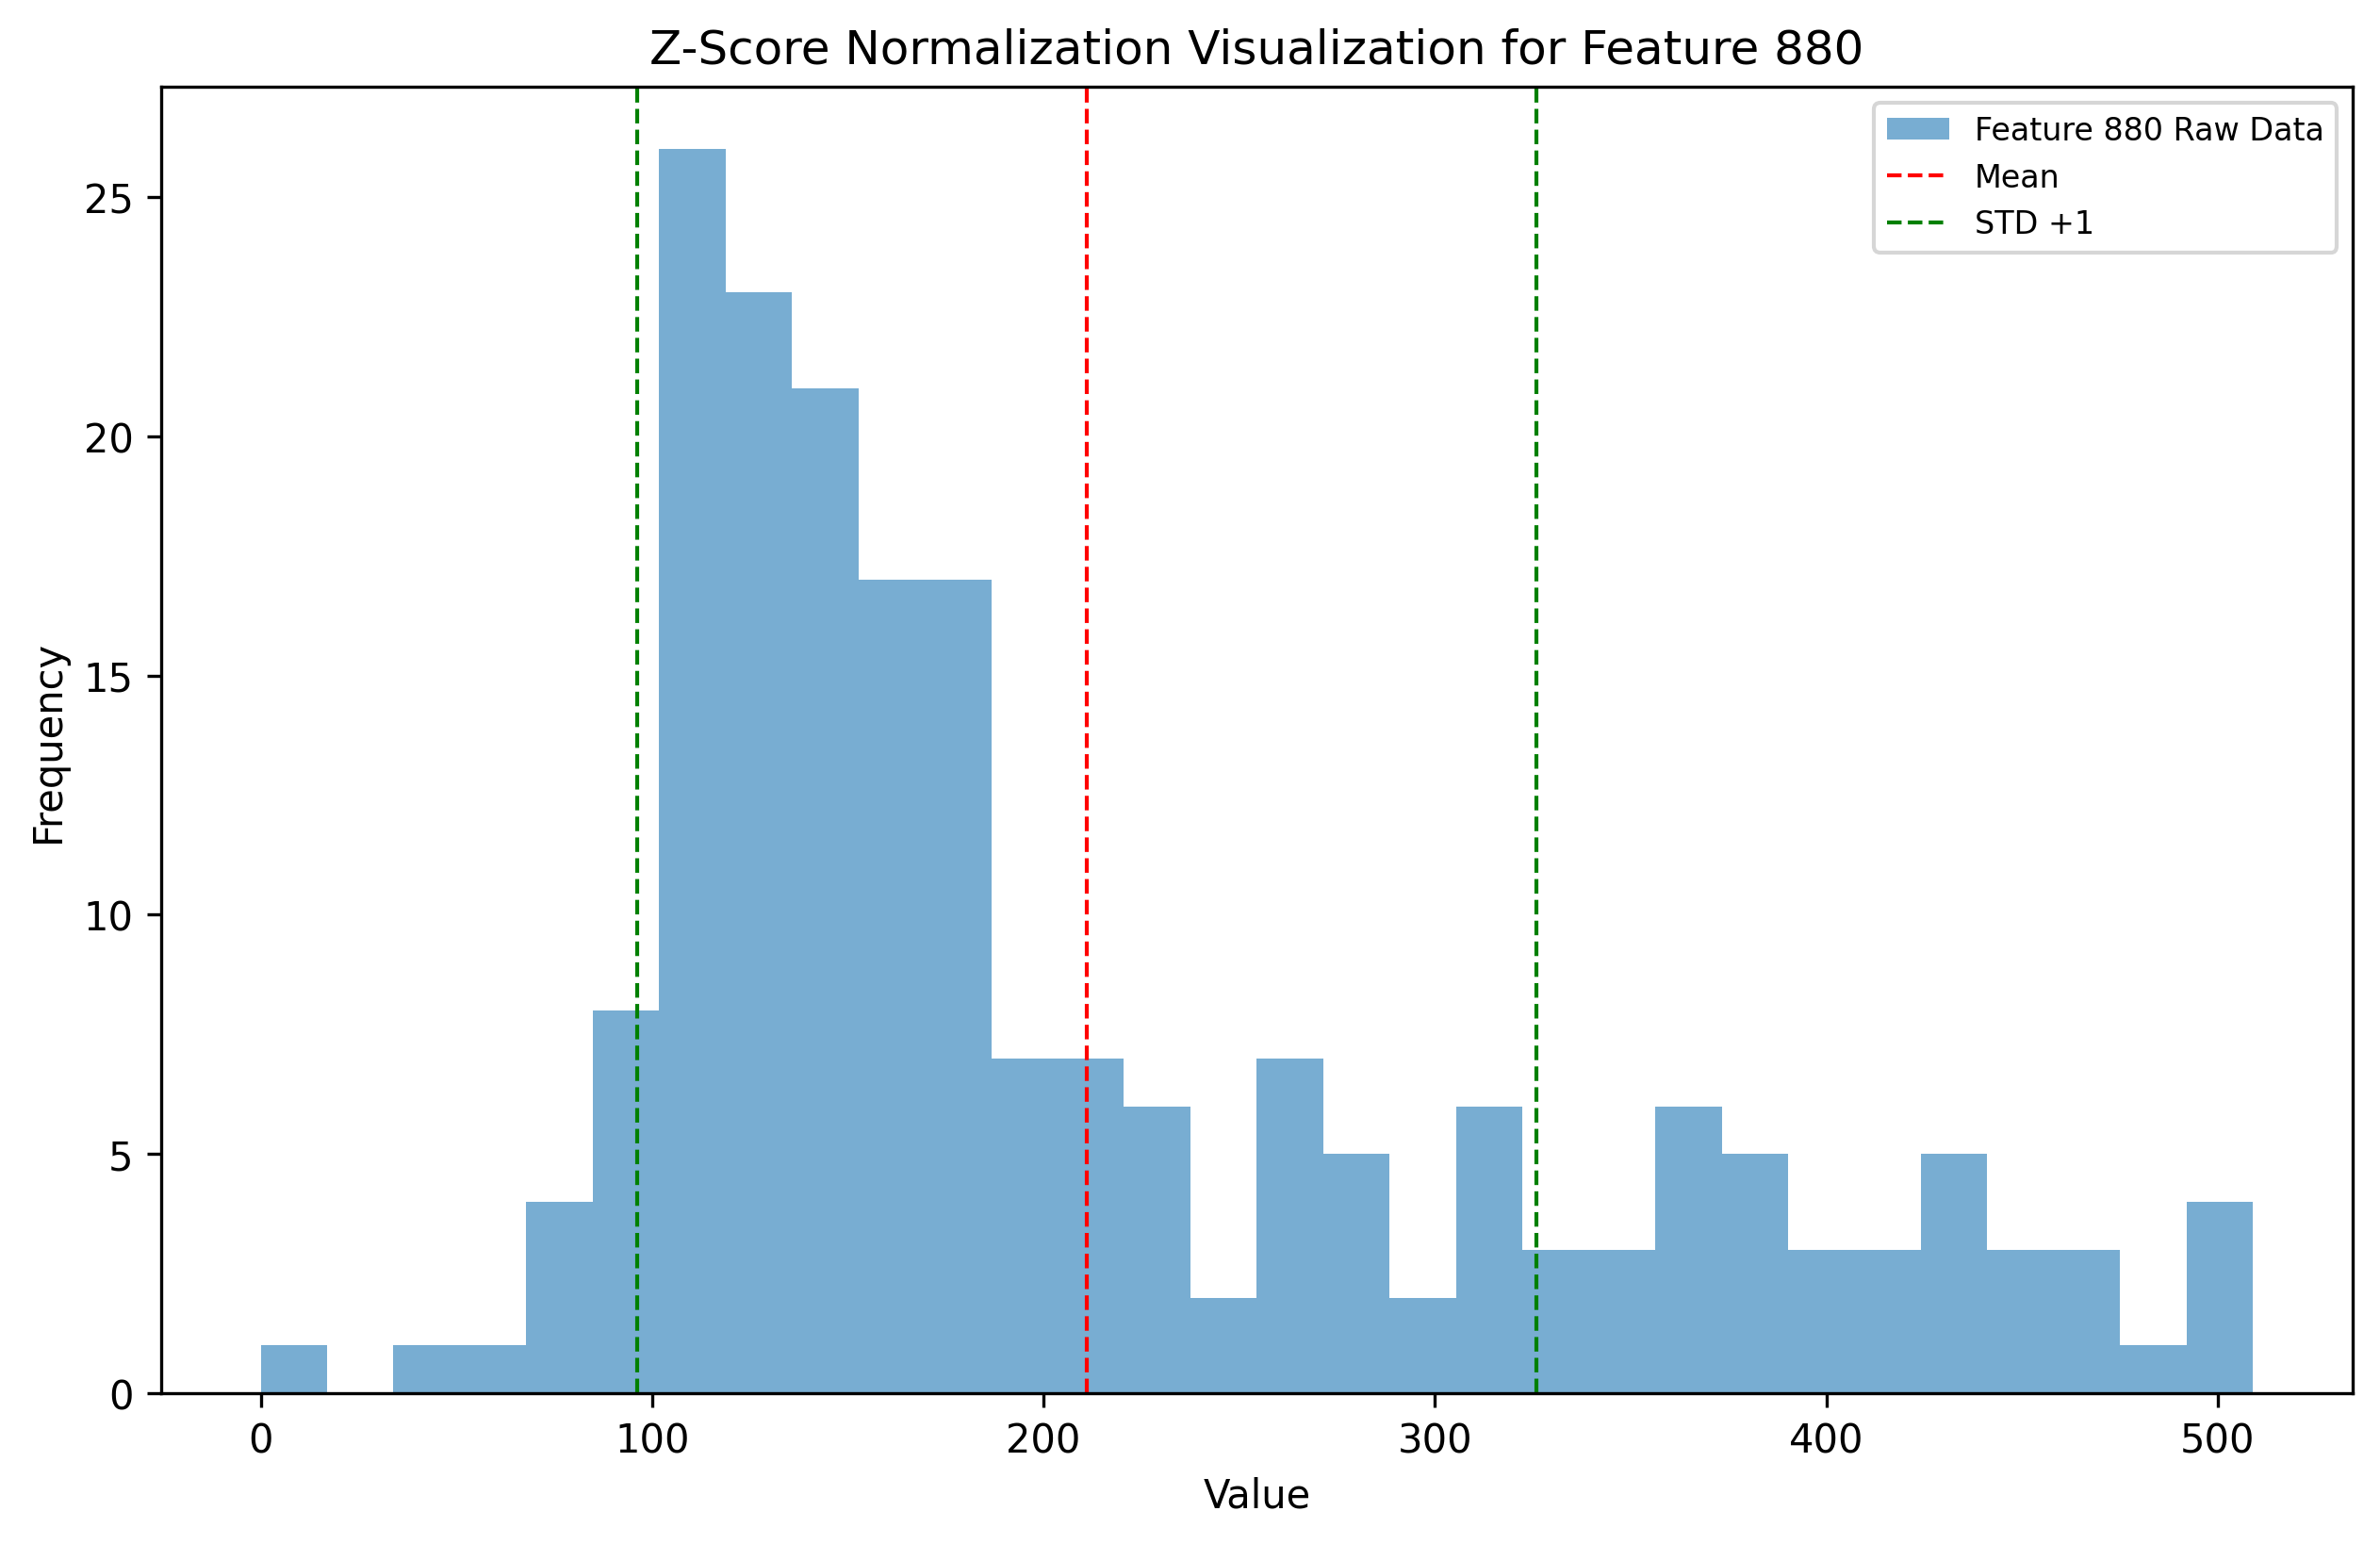 Z-Score Normalization Visualization for Feature 880
Feature 880 Raw Data
Mean
STD +1
Frequency
25
20
15
10
5
0
0 100 200 300 400 500
Value